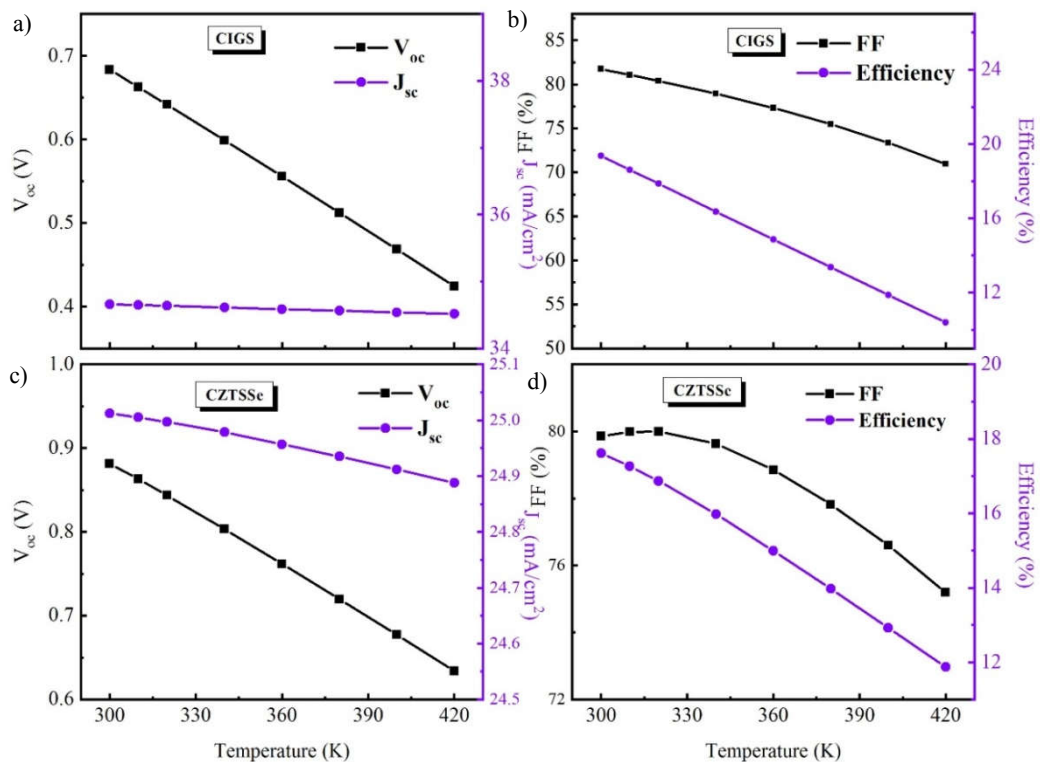 a)
CIGS
V_oc
J_sc
0.7
0.6
0.5
0.4
V_oc (V)
38
36
34
J_sc (mA/cm²)
b)
CIGS
FF
Efficiency
85
80
75
70
65
60
55
50
FF (%)
24
20
16
12
Efficiency (%)
c)
CZTSSe
V_oc
J_sc
1.0
0.9
0.8
0.7
0.6
V_oc (V)
25.1
25.0
24.9
24.8
24.7
24.6
24.5
J_sc (mA/cm²)
300 330 360 390 420
Temperature (K)
d)
CZTSSe
FF
Efficiency
80
76
72
FF (%)
20
18
16
14
12
Efficiency (%)
300 330 360 390 420
Temperature (K)